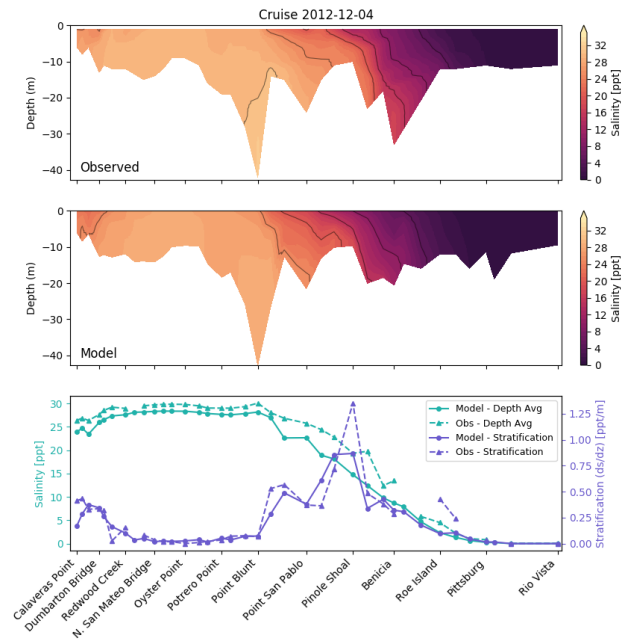 Cruise 2012-12-04
0
−10
−20
−30
−40
Depth (m)
Observed
32
28
24
20
16
12
8
4
0
Salinity [ppt]
0
−10
−20
−30
−40
Depth (m)
Model
32
28
24
20
16
12
8
4
0
Salinity [ppt]
30
25
20
15
10
5
0
Salinity [ppt]
Model - Depth Avg
Obs - Depth Avg
Model - Stratification
Obs - Stratification
1.25
1.00
0.75
0.50
0.25
0.00
Stratification (ds/dz) [ppt/m]
Calaveras Point
Dumbarton Bridge
Redwood Creek
N. San Mateo Bridge
Oyster Point
Potrero Point
Point Blunt
Point San Pablo
Pinole Shoal
Benicia
Roe Island
Pittsburg
Rio Vista